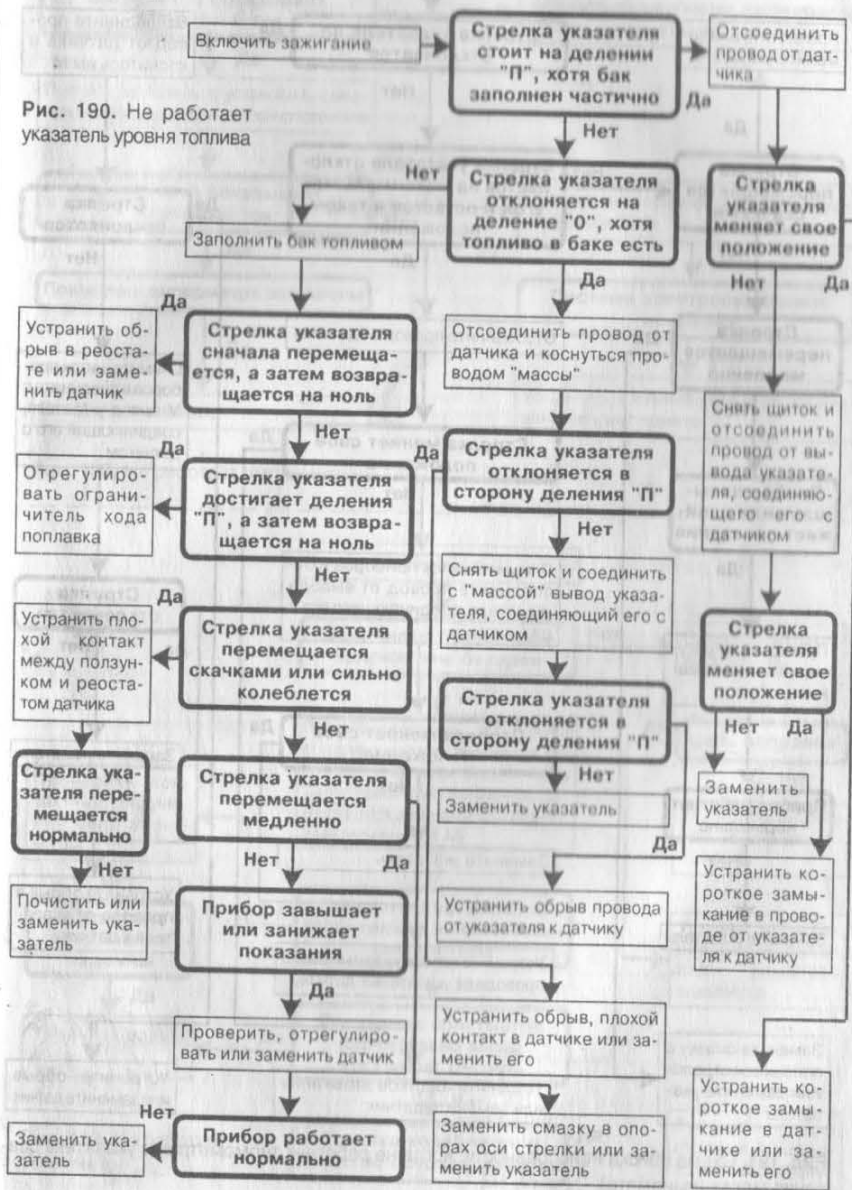 Включить зажигание
Стрелка указателя
стоит на делении
"П", хотя бак
заполнен частично
Да
Отсоединить
провод от дат-
чика
Рис. 190. Не работает
указатель уровня топлива
Нет
Нет
Стрелка указателя
отклоняется на
деление "О", хотя
топливо в баке есть
Стрелка
указателя
меняет свое
положение
Заполнить бак топливом
Да
Нет
Да
Да
Устранить об-
рыв в реоста-
те или заме-
нить датчик
Стрелка указателя
сначала перемеща-
ется, а затем возвра-
щается на ноль
Отсоединить провод от
датчика и коснуться про-
водом "массы"
Снять щиток и
отсоединить
провод от вы-
вода указате-
ля, соединяю-
щего его с
датчиком
Нет
Да
Да
Отрегулиро-
вать ограни-
читель хода
поплавка
Стрелка указателя
достигает деления
"П", а затем возвра-
щается на ноль
Стрелка указателя
отклоняется в
сторону деления "П"
Нет
Нет
Да
Снять щиток и соединить
с "массой" вывод указа-
теля, соединяющий его с
датчиком
Устранить пло-
хой контакт
между ползун-
ком и реоста-
том датчика
Стрелка указателя
перемещается
скачками или сильно
колеблется
Стрелка
указателя
меняет свое
положение
Нет
Стрелка указателя
отклоняется в
сторону деления "П"
Нет
Да
Стрелка ука-
зателя пере-
мещается
нормально
Стрелка указателя
перемещается
медленно
Нет
Заменить указатель
Заменить
указатель
Нет
Нет
Да
Да
Почистить или
заменить ука-
затель
Прибор завышает
или занижает
показания
Устранить обрыв провода
от указателя к датчику
Устранить ко-
роткое замы-
кание в прово-
де от указате-
ля к датчику
Да
Проверить, отрегулиро-
вать или заменить датчик
Устранить обрыв, плохой
контакт в датчике или за-
менить его
Нет
Заменить ука-
затель
Прибор работает
нормально
Заменить смазку в опо-
рах оси стрелки или за-
менить указатель
Устранить ко-
роткое замы-
кание в дат-
чике или за-
менить его